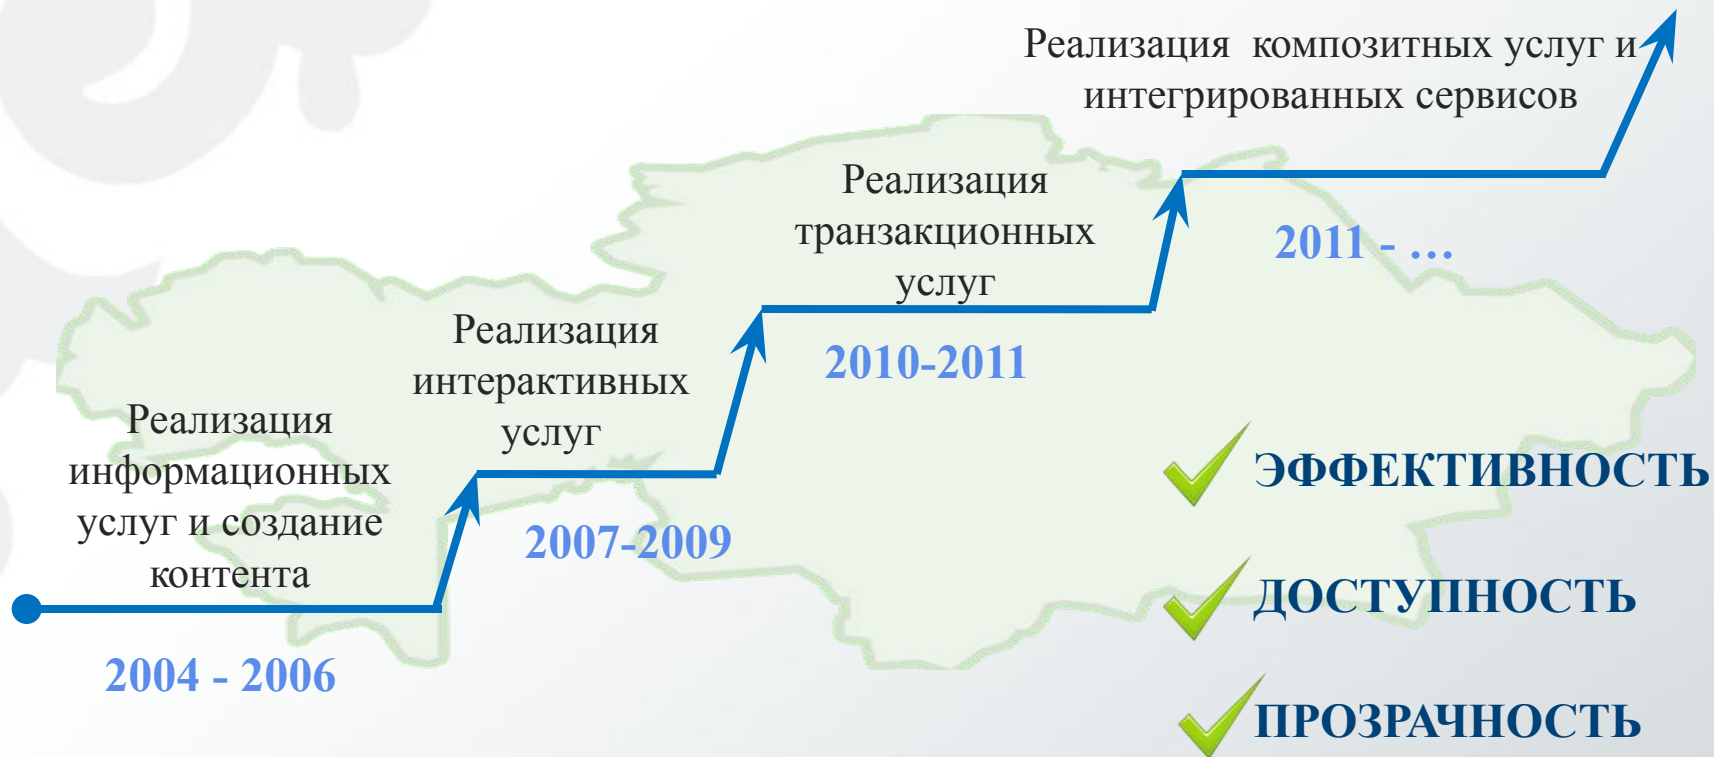 Реализация
информационных
услуг и создание
контента
2004 - 2006
Реализация
интерактивных
услуг
2007-2009
Реализация
транзакционных
услуг
2010-2011
Реализация композитных услуг и
интегрированных сервисов
2011 - …
ЭФФЕКТИВНОСТЬ
ДОСТУПНОСТЬ
ПРОЗРАЧНОСТЬ